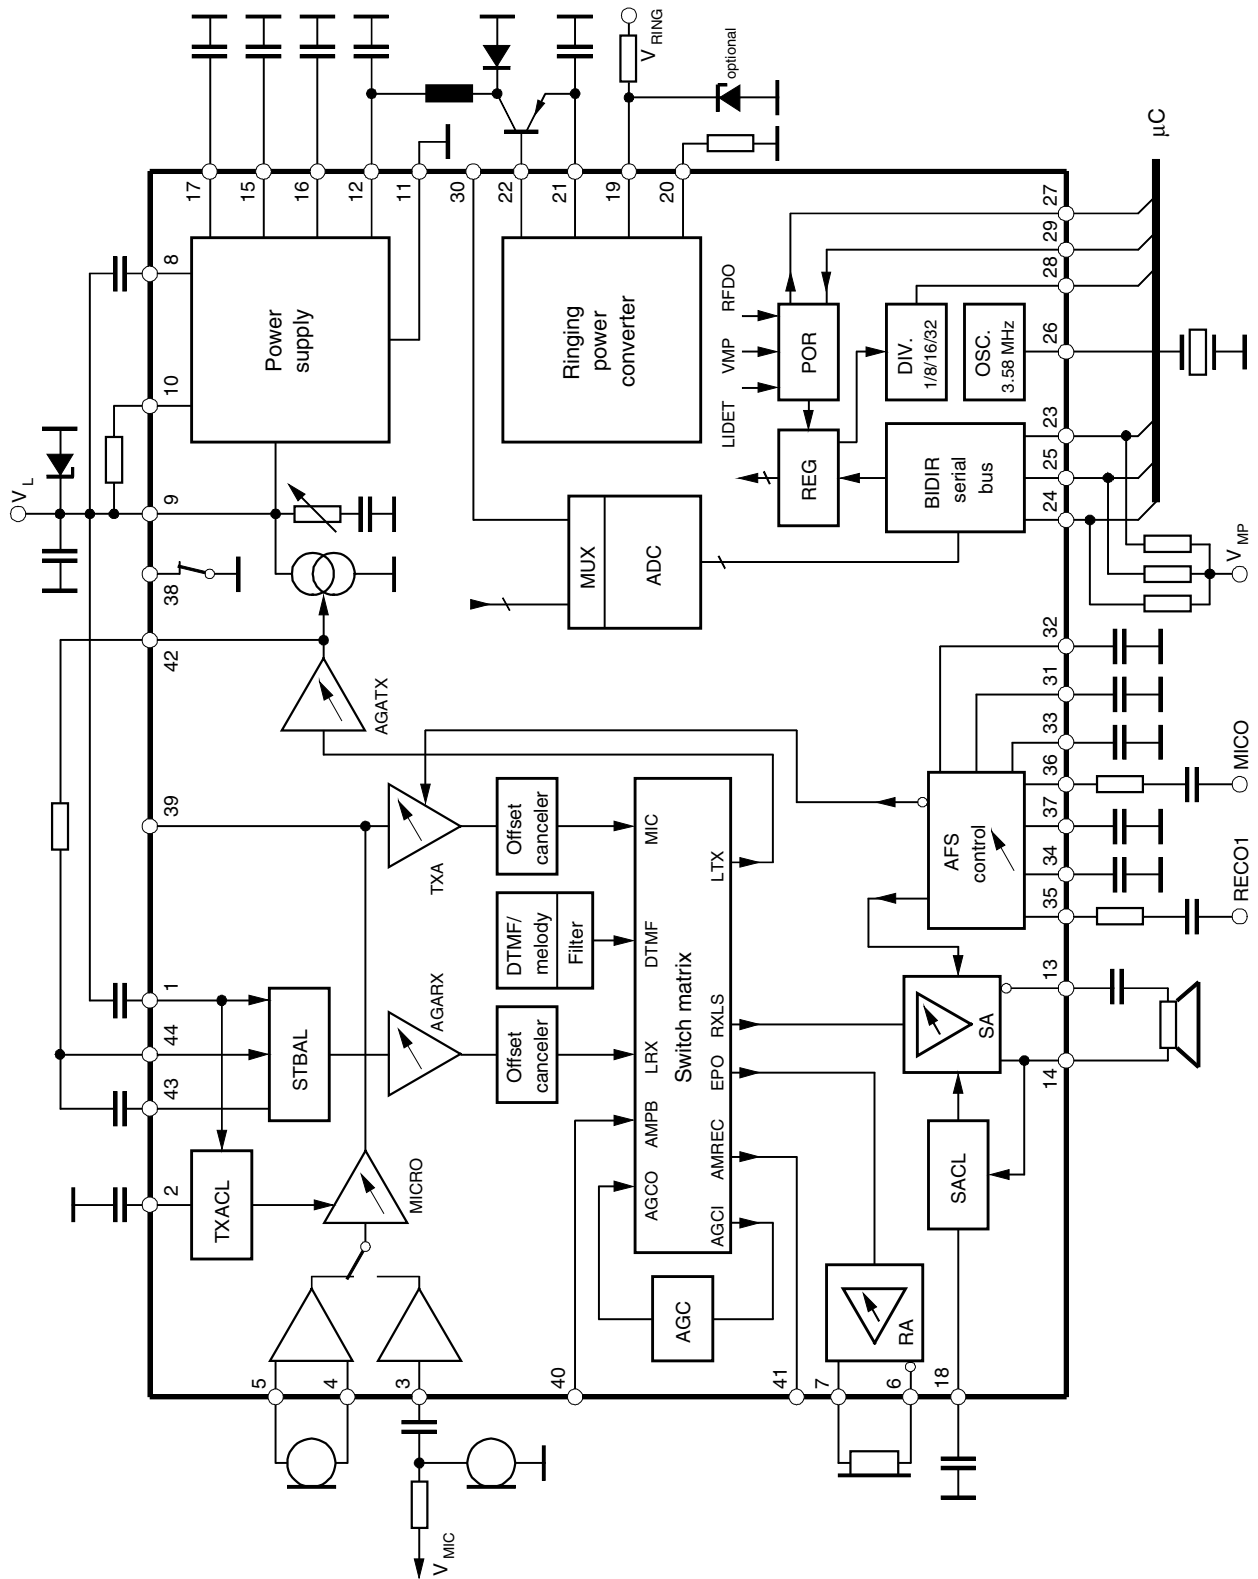 5
4
3
V MIC
40
41
7
6
18
2
43
44
1
39
42
38
9
V L
10
8
TXACL
MICRO
STBAL
AGARX
TXA
AGATX
Power
supply
17
15
16
12
11
30
22
21
19
20
V RING
optional
Offset
canceler
DTMF/
melody
Filter
Offset
canceler
MUX
ADC
Ringing
power
converter
AGC
AGCO
AMPB
LRX
DTMF
MIC
Switch matrix
AGCI
AMREC
EPO
RXLS
LTX
LIDET
VMP
RFDO
REG
POR
RA
SACL
SA
AFS
control
BIDIR
serial
bus
DIV.
1/8/16/32
OSC.
3.58 MHz
14
13
35
34
37
36
33
31
32
24
25
23
26
28
29
27
µC
RECO1
MICO
V MP